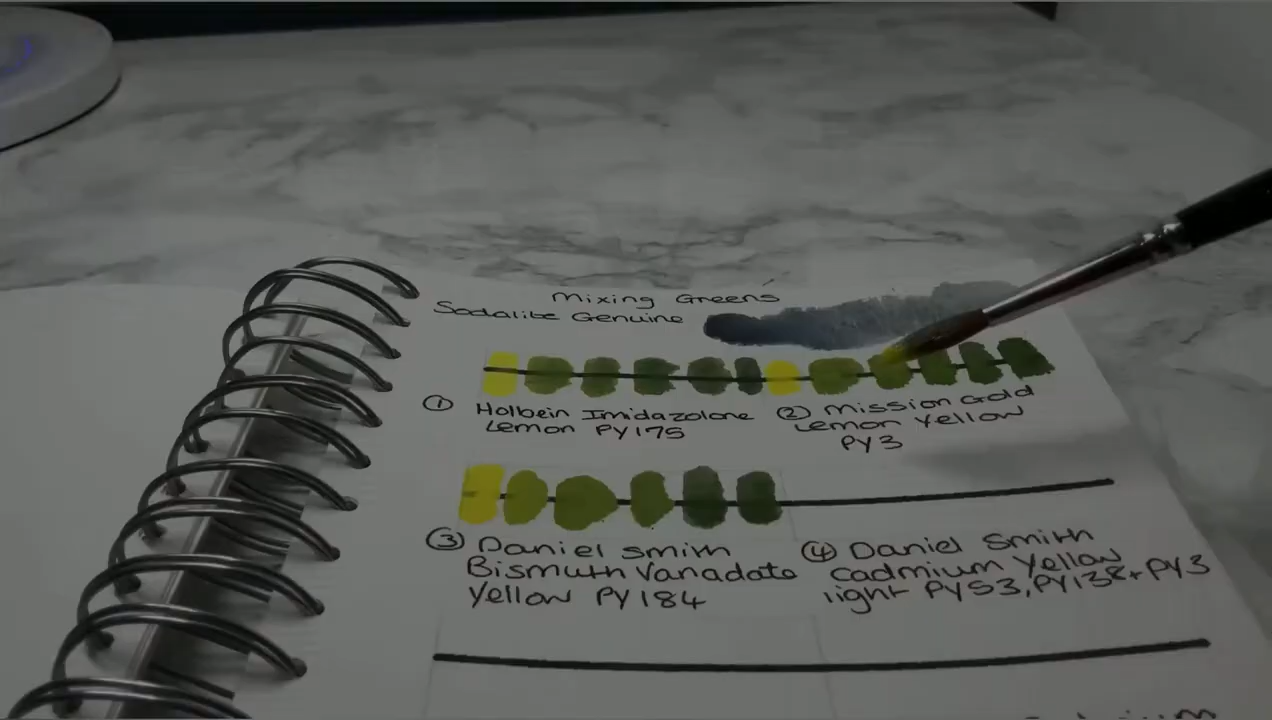 Mixing Greens
Sodalite Genuine
① Holbein Imidazolone
Lemon PY175
② Mission Gold
Lemon Yellow
PY3
③ Daniel Smith
Bismuth Vanadate
Yellow PY184
④ Daniel Smith
Cadmium Yellow
light PY53, PY138 + PY3